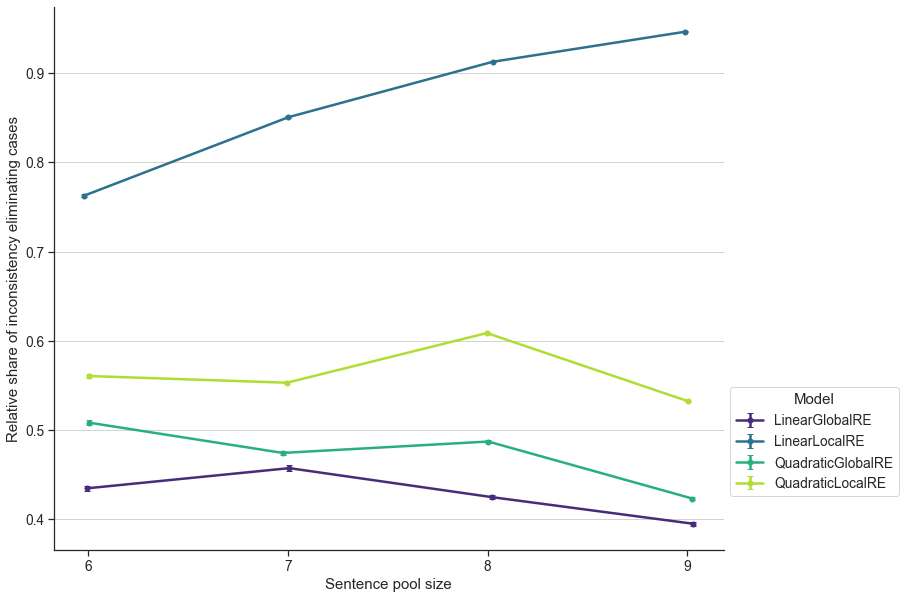 Relative share of inconsistency eliminating cases
0.9
0.8
0.7
0.6
0.5
0.4
6 7 8 9
Sentence pool size
Model
LinearGlobalRE
LinearLocalRE
QuadraticGlobalRE
QuadraticLocalRE